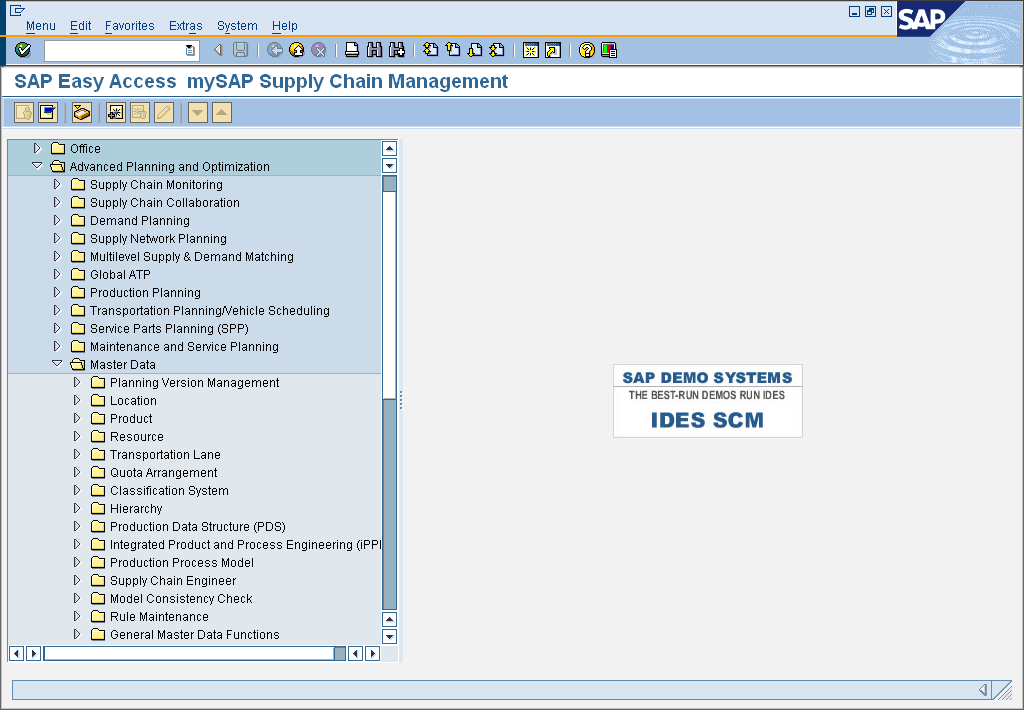 Menu Edit Favorites Extras System Help
SAP
SAP Easy Access mySAP Supply Chain Management
Office
Advanced Planning and Optimization
Supply Chain Monitoring
Supply Chain Collaboration
Demand Planning
Supply Network Planning
Multilevel Supply & Demand Matching
Global ATP
Production Planning
Transportation Planning/Vehicle Scheduling
Service Parts Planning (SPP)
Maintenance and Service Planning
Master Data
Planning Version Management
Location
Product
Resource
Transportation Lane
Quota Arrangement
Classification System
Hierarchy
Production Data Structure (PDS)
Integrated Product and Process Engineering (iPPI
Production Process Model
Supply Chain Engineer
Model Consistency Check
Rule Maintenance
General Master Data Functions
SAP DEMO SYSTEMS
THE BEST-RUN DEMOS RUN IDES
IDES SCM